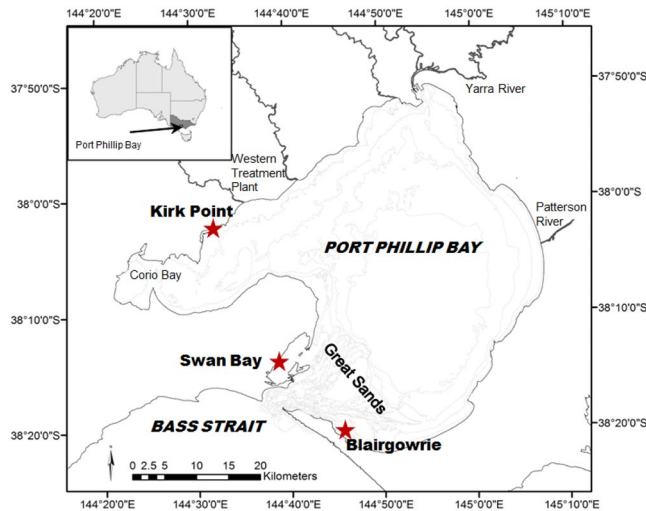 144°20'0"E 144°30'0"E 144°40'0"E 144°50'0"E 145°0'0"E 145°10'0"E
37°50'0"S
37°50'0"S
Port Phillip Bay
Yarra River
Western
Treatment
Plant
38°0'0"S
38°0'0"S
Kirk Point
Patterson
River
PORT PHILLIP BAY
Corio Bay
38°10'0"S
38°10'0"S
Swan Bay
Great Sands
BASS STRAIT
38°20'0"S
38°20'0"S
Blairgowrie
0 2.5 5 10 15 20
Kilometers
144°20'0"E 144°30'0"E 144°40'0"E 144°50'0"E 145°0'0"E 145°10'0"E